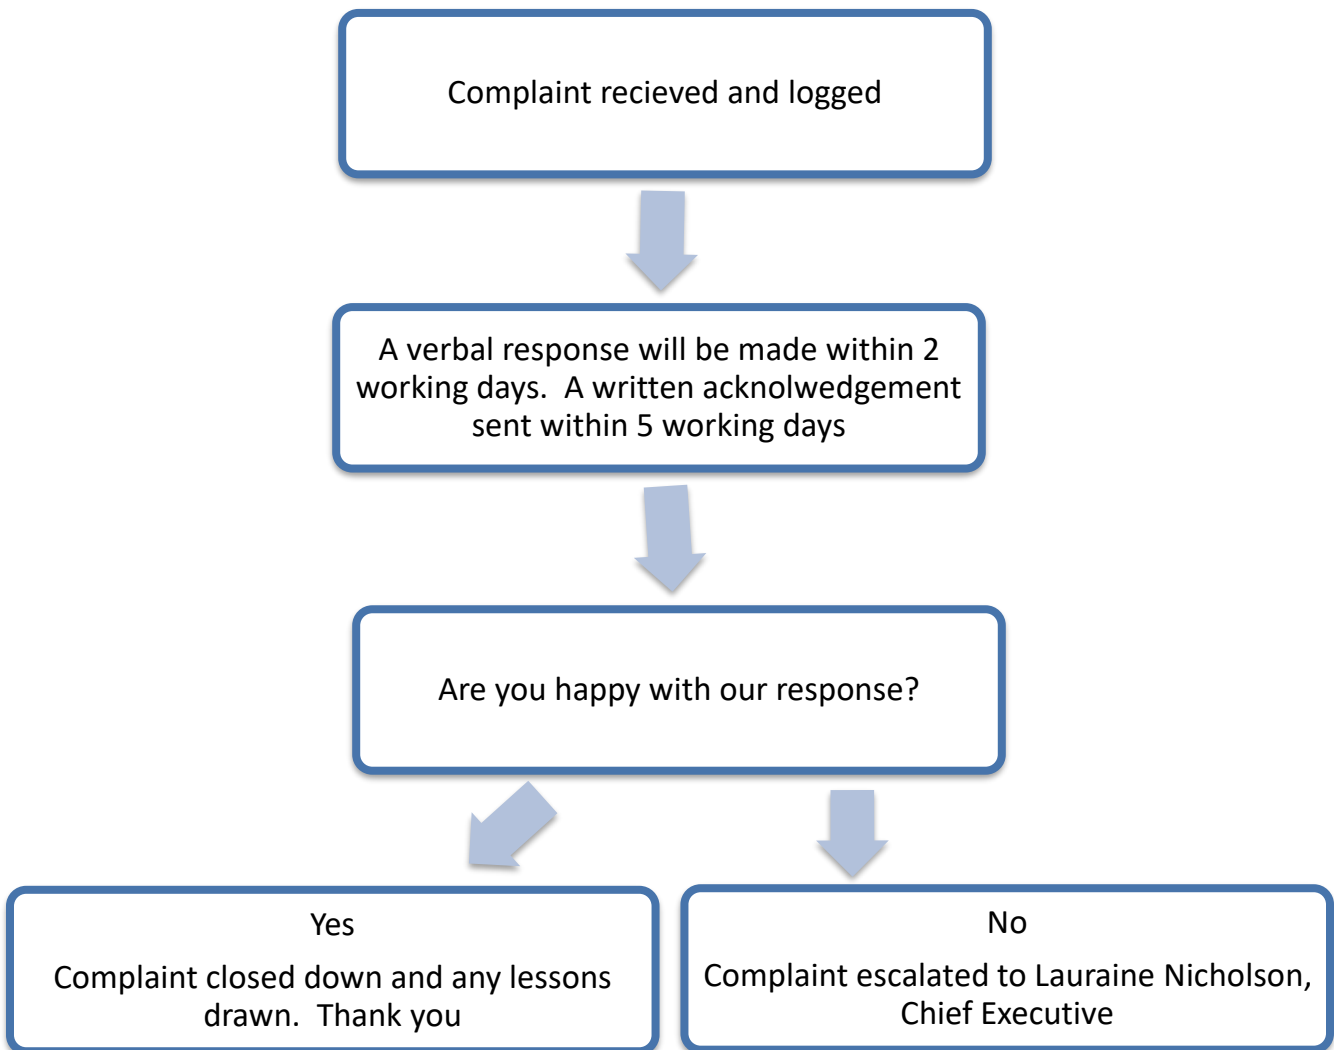 Complaint recieved and logged
A verbal response will be made within 2
working days.  A written acknolwedgement
sent within 5 working days
Are you happy with our response?
Yes
Complaint closed down and any lessons
drawn.  Thank you
No
Complaint escalated to Lauraine Nicholson,
Chief Executive